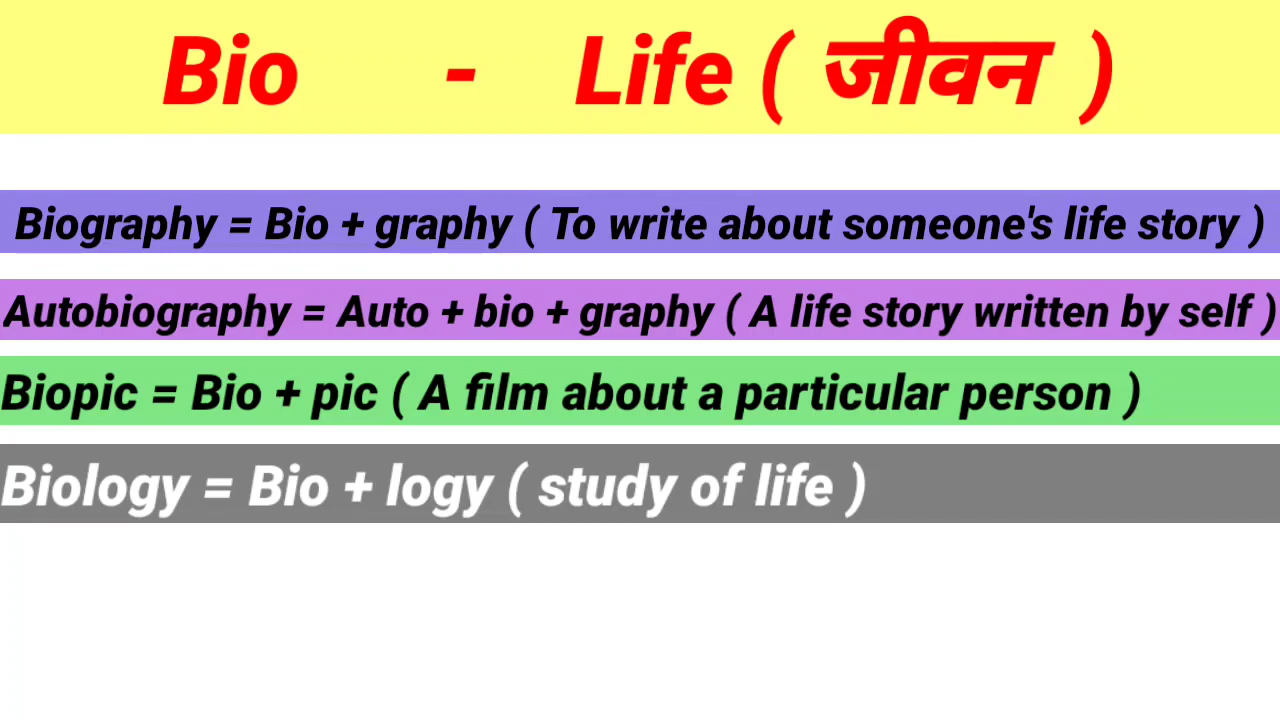 Bio - Life ( जीवन )
Biography = Bio + graphy ( To write about someone's life story )
Autobiography = Auto + bio + graphy ( A life story written by self )
Biopic = Bio + pic ( A film about a particular person )
Biology = Bio + logy ( study of life )